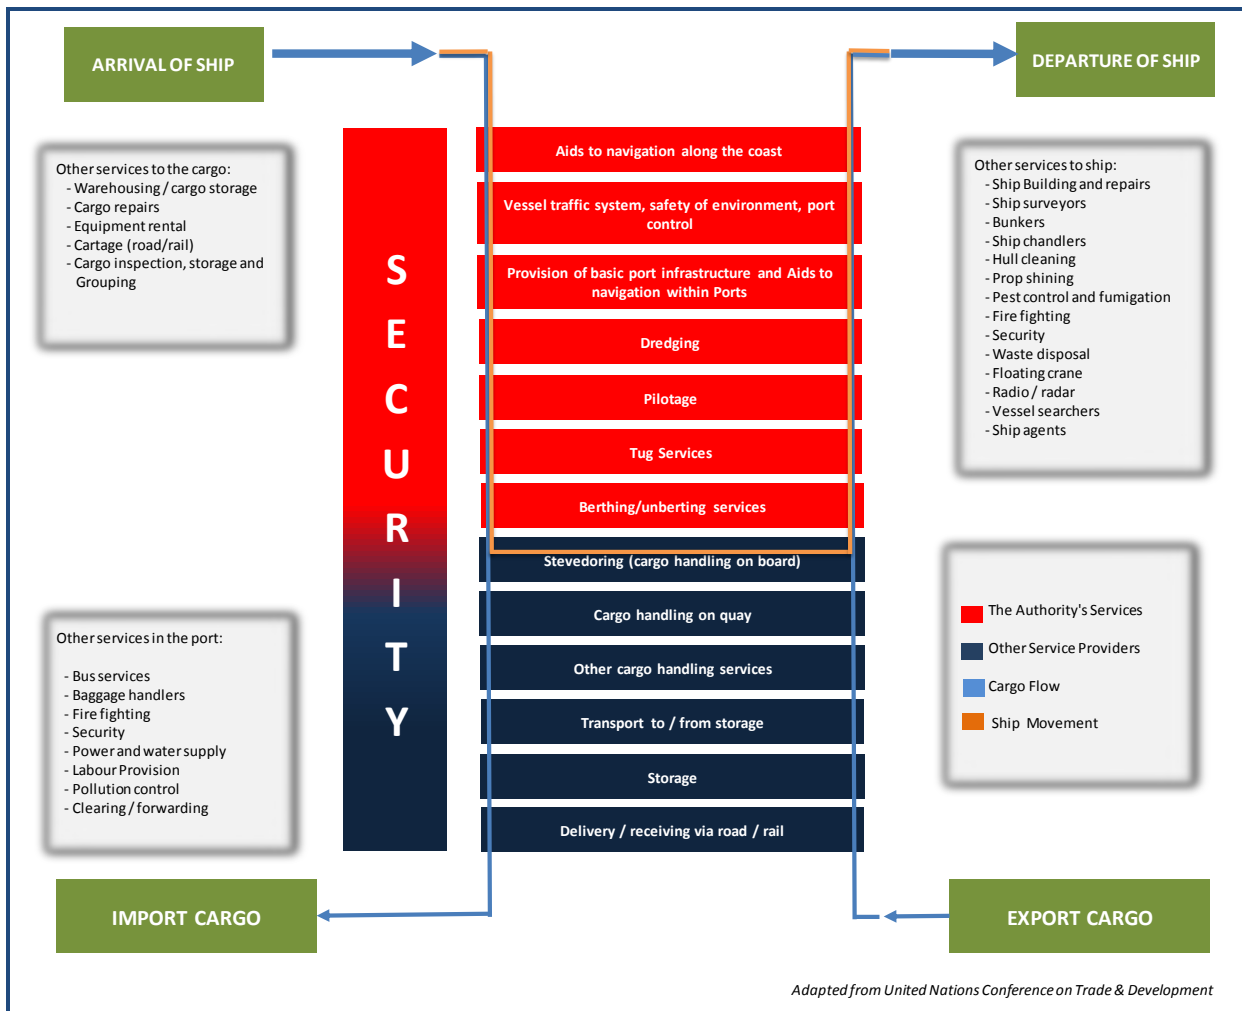 ARRIVAL OF SHIP
DEPARTURE OF SHIP
Other services to the cargo:
- Warehousing / cargo storage
- Cargo repairs
- Equipment rental
- Cartage (road/rail)
- Cargo inspection, storage and
Grouping
S
E
C
U
R
I
T
Y
Aids to navigation along the coast
Vessel traffic system, safety of environment, port
control
Provision of basic port infrastructure and Aids to
navigation within Ports
Dredging
Pilotage
Tug Services
Berthing/unberting services
Stevedoring (cargo handling on board)
Cargo handling on quay
Other cargo handling services
Transport to / from storage
Storage
Delivery / receiving via road / rail
Other services to ship:
- Ship Building and repairs
- Ship surveyors
- Bunkers
- Ship chandlers
- Hull cleaning
- Prop shining
- Pest control and fumigation
- Fire fighting
- Security
- Waste disposal
- Floating crane
- Radio / radar
- Vessel searchers
- Ship agents
Other services in the port:
- Bus services
- Baggage handlers
- Fire fighting
- Security
- Power and water supply
- Labour Provision
- Pollution control
- Clearing / forwarding
The Authority's Services
Other Service Providers
Cargo Flow
Ship Movement
IMPORT CARGO
EXPORT CARGO
Adapted from United Nations Conference on Trade & Development